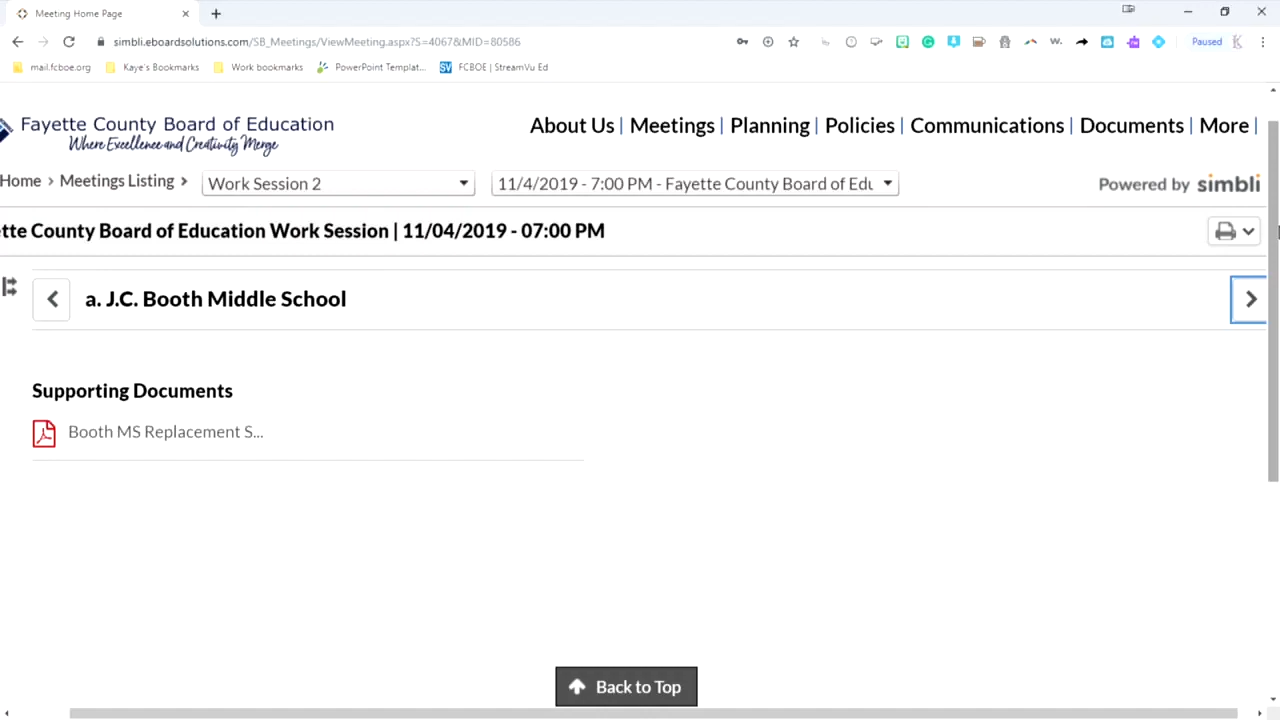 Meeting Home Page
simbli.eboardsolutions.com/SB_Meetings/ViewMeeting.aspx?S=4067&MID=80586
Paused
mail.fcboe.org Kaye's Bookmarks Work bookmarks PowerPoint Templat... SV FCBOE | StreamVu Ed
Fayette County Board of Education
Where Excellence and Creativity Merge
About Us | Meetings | Planning | Policies | Communications | Documents | More |
Home > Meetings Listing > Work Session 2 11/4/2019 - 7:00 PM - Fayette County Board of Edu
Powered by simbli
tte County Board of Education Work Session | 11/04/2019 - 07:00 PM
a. J.C. Booth Middle School
Supporting Documents
Booth MS Replacement S...
Back to Top